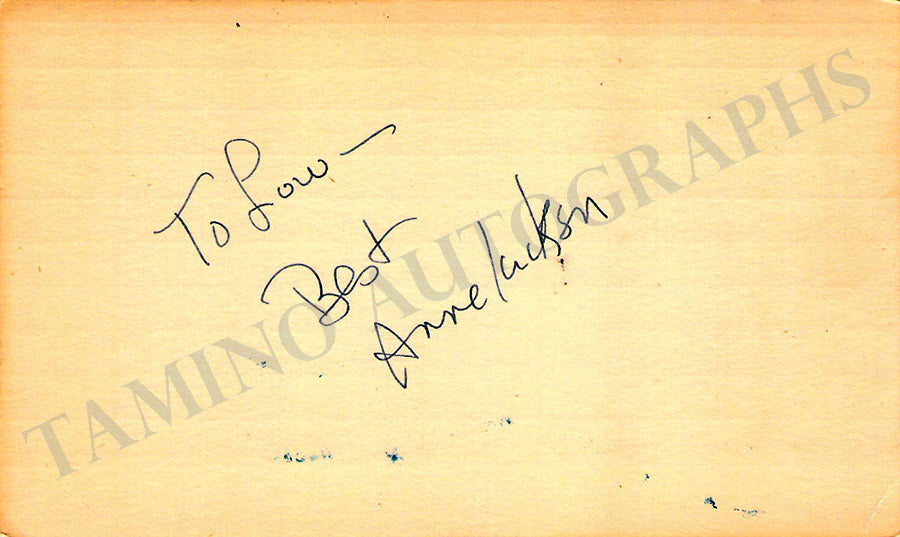 To Lou —
Best
Anne Jackson
TAMINO AUTOGRAPHS